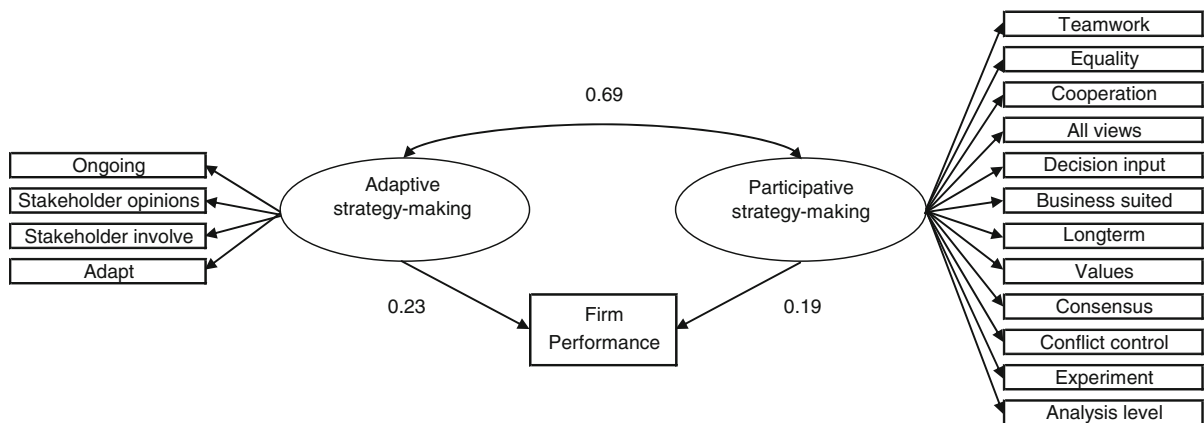 0.69
Ongoing
Stakeholder opinions
Stakeholder involve
Adapt
Adaptive
strategy-making
Participative
strategy-making
0.23
Firm
Performance
0.19
Teamwork
Equality
Cooperation
All views
Decision input
Business suited
Longterm
Values
Consensus
Conflict control
Experiment
Analysis level